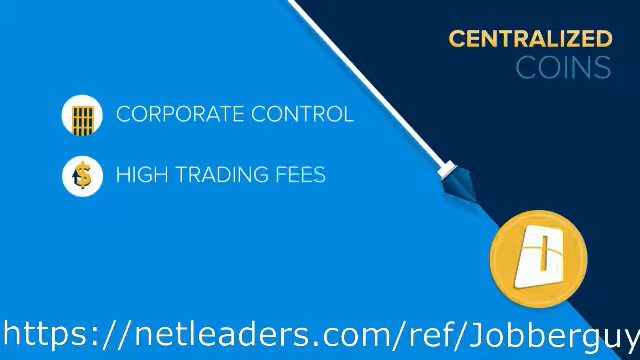 CENTRALIZED
COINS
CORPORATE CONTROL
HIGH TRADING FEES
https://netleaders.com/ref/Jobberguy